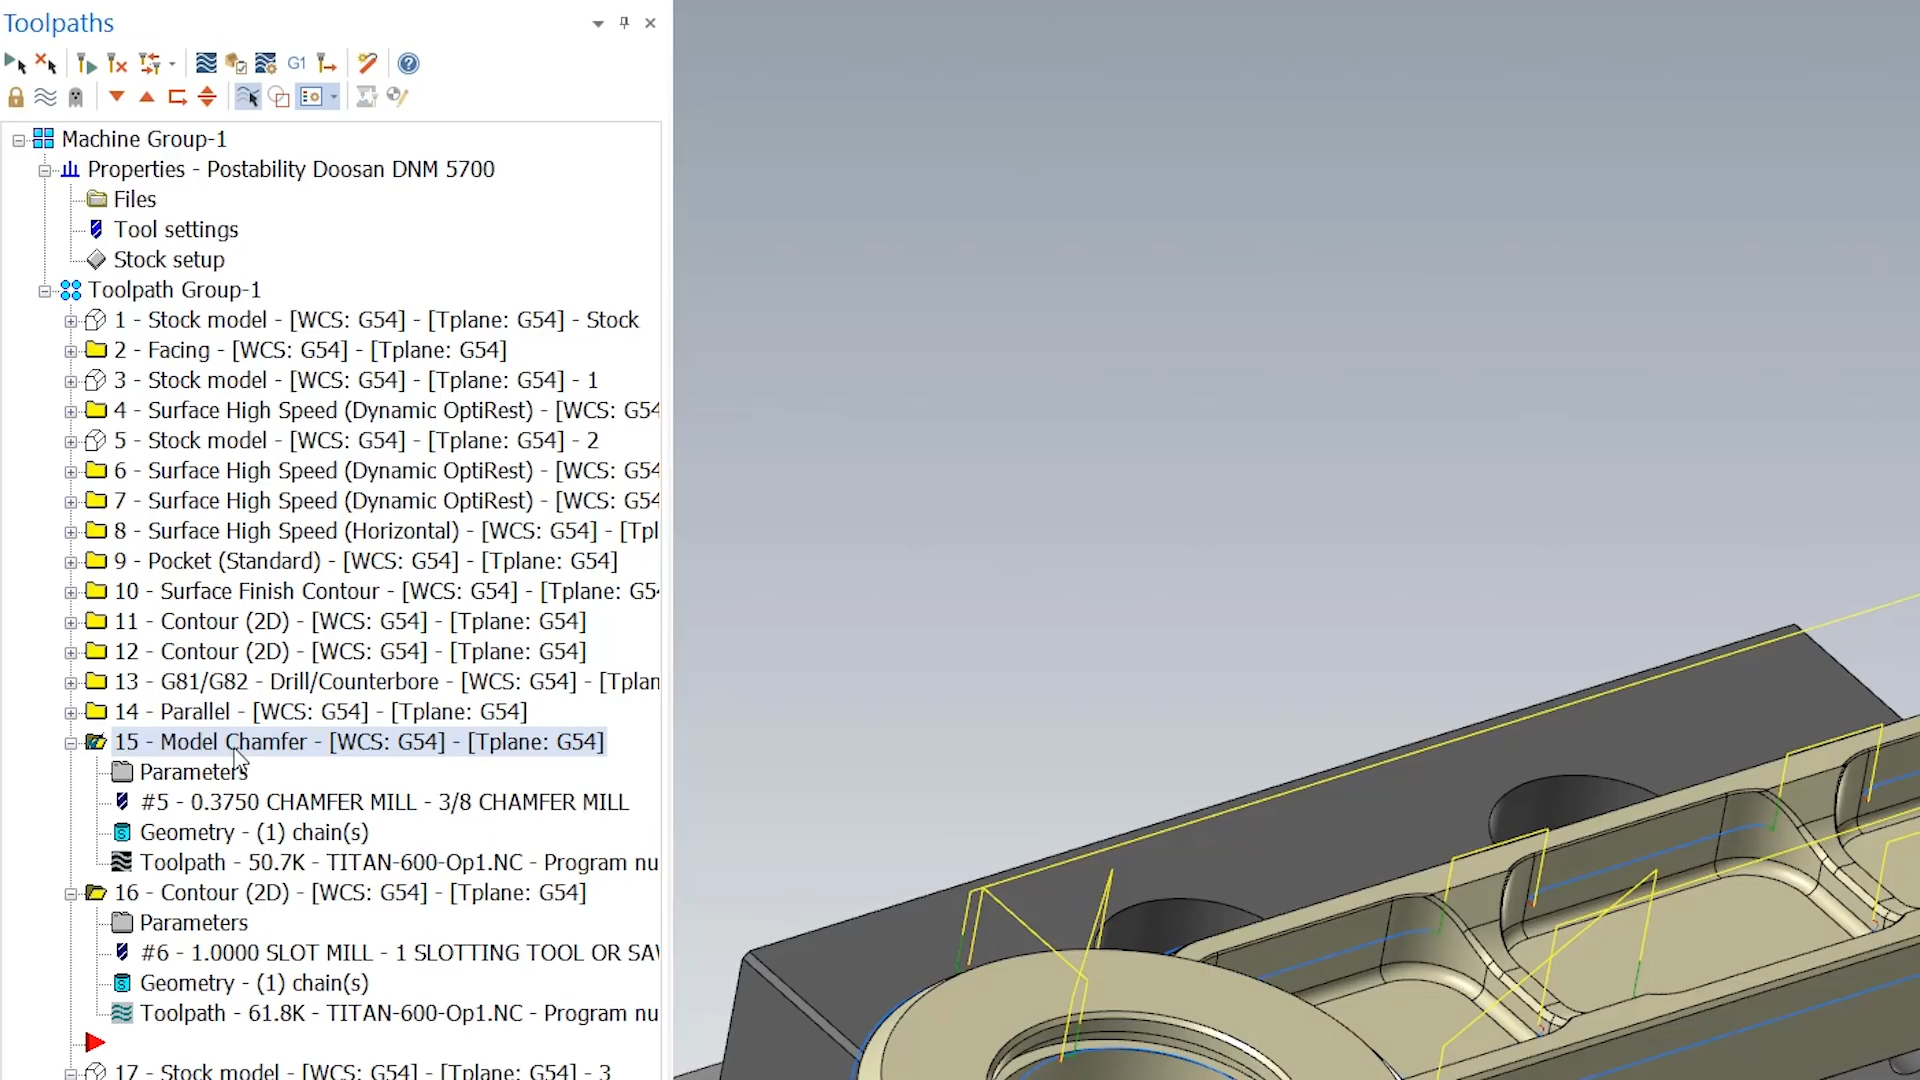 Toolpaths
G1
Machine Group-1
Properties - Postability Doosan DNM 5700
Files
Tool settings
Stock setup
Toolpath Group-1
1 - Stock model - [WCS: G54] - [Tplane: G54] - Stock
2 - Facing - [WCS: G54] - [Tplane: G54]
3 - Stock model - [WCS: G54] - [Tplane: G54] - 1
4 - Surface High Speed (Dynamic OptiRest) - [WCS: G54
5 - Stock model - [WCS: G54] - [Tplane: G54] - 2
6 - Surface High Speed (Dynamic OptiRest) - [WCS: G54
7 - Surface High Speed (Dynamic OptiRest) - [WCS: G54
8 - Surface High Speed (Horizontal) - [WCS: G54] - [Tpl
9 - Pocket (Standard) - [WCS: G54] - [Tplane: G54]
10 - Surface Finish Contour - [WCS: G54] - [Tplane: G54
11 - Contour (2D) - [WCS: G54] - [Tplane: G54]
12 - Contour (2D) - [WCS: G54] - [Tplane: G54]
13 - G81/G82 - Drill/Counterbore - [WCS: G54] - [Tplan
14 - Parallel - [WCS: G54] - [Tplane: G54]
15 - Model Chamfer - [WCS: G54] - [Tplane: G54]
Parameters
#5 - 0.3750 CHAMFER MILL - 3/8 CHAMFER MILL
Geometry - (1) chain(s)
Toolpath - 50.7K - TITAN-600-Op1.NC - Program nu
16 - Contour (2D) - [WCS: G54] - [Tplane: G54]
Parameters
#6 - 1.0000 SLOT MILL - 1 SLOTTING TOOL OR SAW
Geometry - (1) chain(s)
Toolpath - 61.8K - TITAN-600-Op1.NC - Program nu
17 - Stock model - [WCS: G54] - [Tplane: G54] - 3